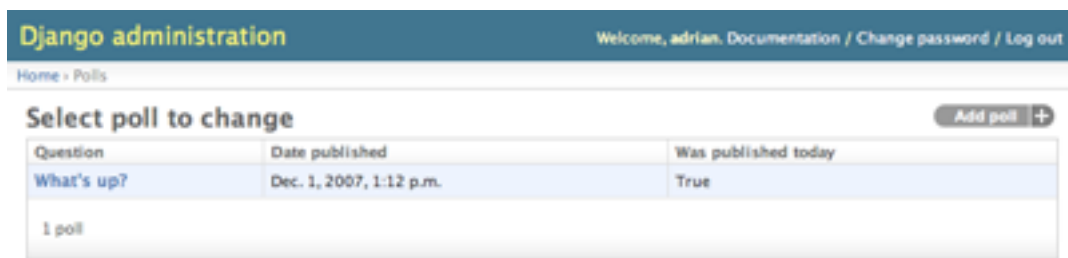 Django administration Welcome, adrian. Documentation / Change password / Log out
Home › Polls
Select poll to change Add poll +
Question Date published Was published today
What's up? Dec. 1, 2007, 1:12 p.m. True
1 poll